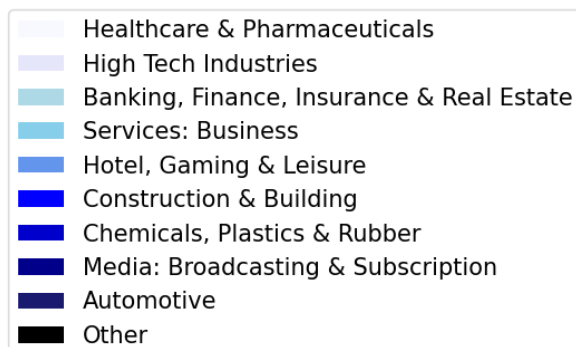 Healthcare & Pharmaceuticals
High Tech Industries
Banking, Finance, Insurance & Real Estate
Services: Business
Hotel, Gaming & Leisure
Construction & Building
Chemicals, Plastics & Rubber
Media: Broadcasting & Subscription
Automotive
Other